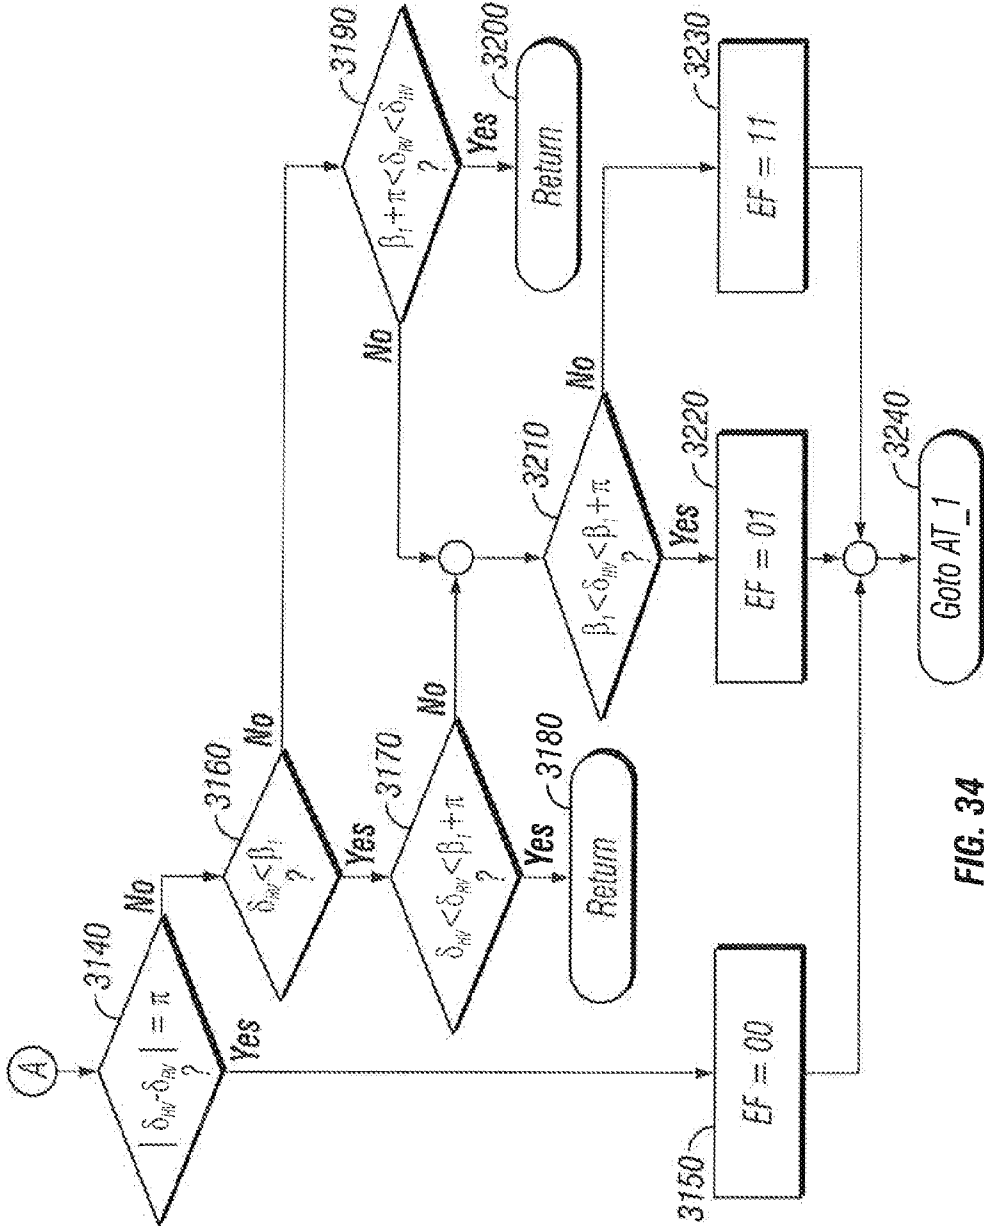 A
3140
| δHV-δRV | = π
?
No
Yes
3150
EF = 00
3160
δHV<β1
?
No
Yes
3170
δHV<δRV<β1+π
?
No
Yes
3180
Return
3190
β1+π<δRV<δHV
?
No
Yes
3200
Return
3210
β1<δHV<β1+π
?
No
Yes
3220
EF = 01
3230
EF = 11
3240
Goto AT_1
FIG. 34